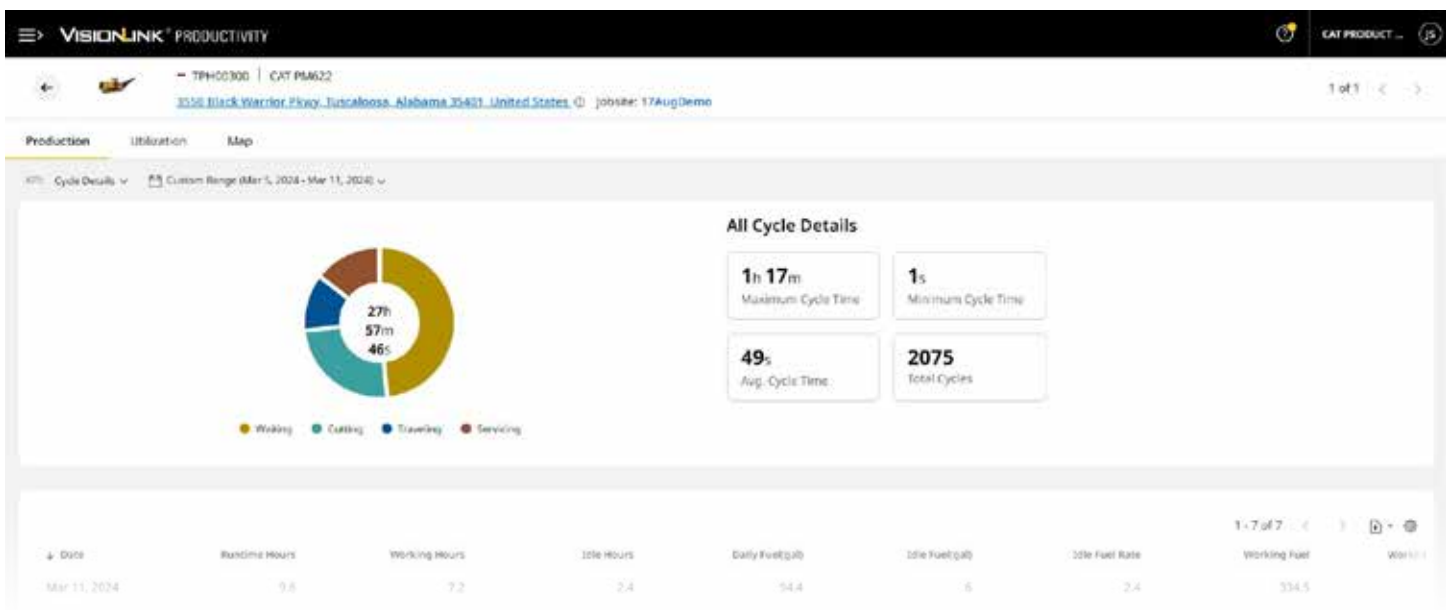 VISIONLINK® PRODUCTIVITY
CAT PRODUCT ...
JS
TPH00300 | CAT PM622
3550 Black Warrior Pkwy, Tuscaloosa, Alabama 35401, United States
Jobsite: 17AugDemo
1 of 1
Production Utilization Map
Cycle Details
Custom Range (Mar 5, 2024 - Mar 11, 2024)
All Cycle Details
27h
57m
46s
Waiting Cutting Traveling Servicing
1h 17m
Maximum Cycle Time
1s
Minimum Cycle Time
49s
Avg. Cycle Time
2075
Total Cycles
1 - 7 of 7
Date Runtime Hours Working Hours Idle Hours Daily Fuel(gal) Idle Fuel(gal) Idle Fuel Rate Working Fuel
Mar 11, 2024 9.6 7.2 2.4 6 2.4 334.5